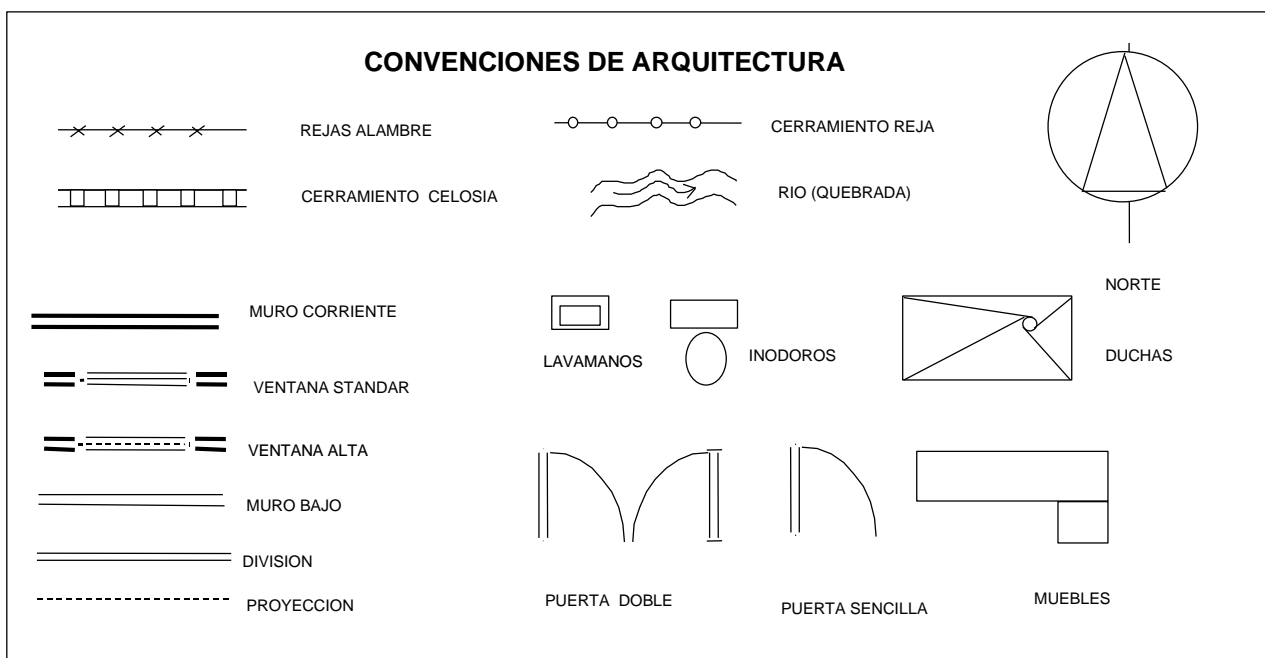 CONVENCIONES DE ARQUITECTURA
REJAS ALAMBRE
CERRAMIENTO REJA
CERRAMIENTO CELOSIA
RIO (QUEBRADA)
NORTE
MURO CORRIENTE
LAVAMANOS
INODOROS
DUCHAS
VENTANA STANDAR
VENTANA ALTA
MURO BAJO
DIVISION
PROYECCION
PUERTA DOBLE
PUERTA SENCILLA
MUEBLES